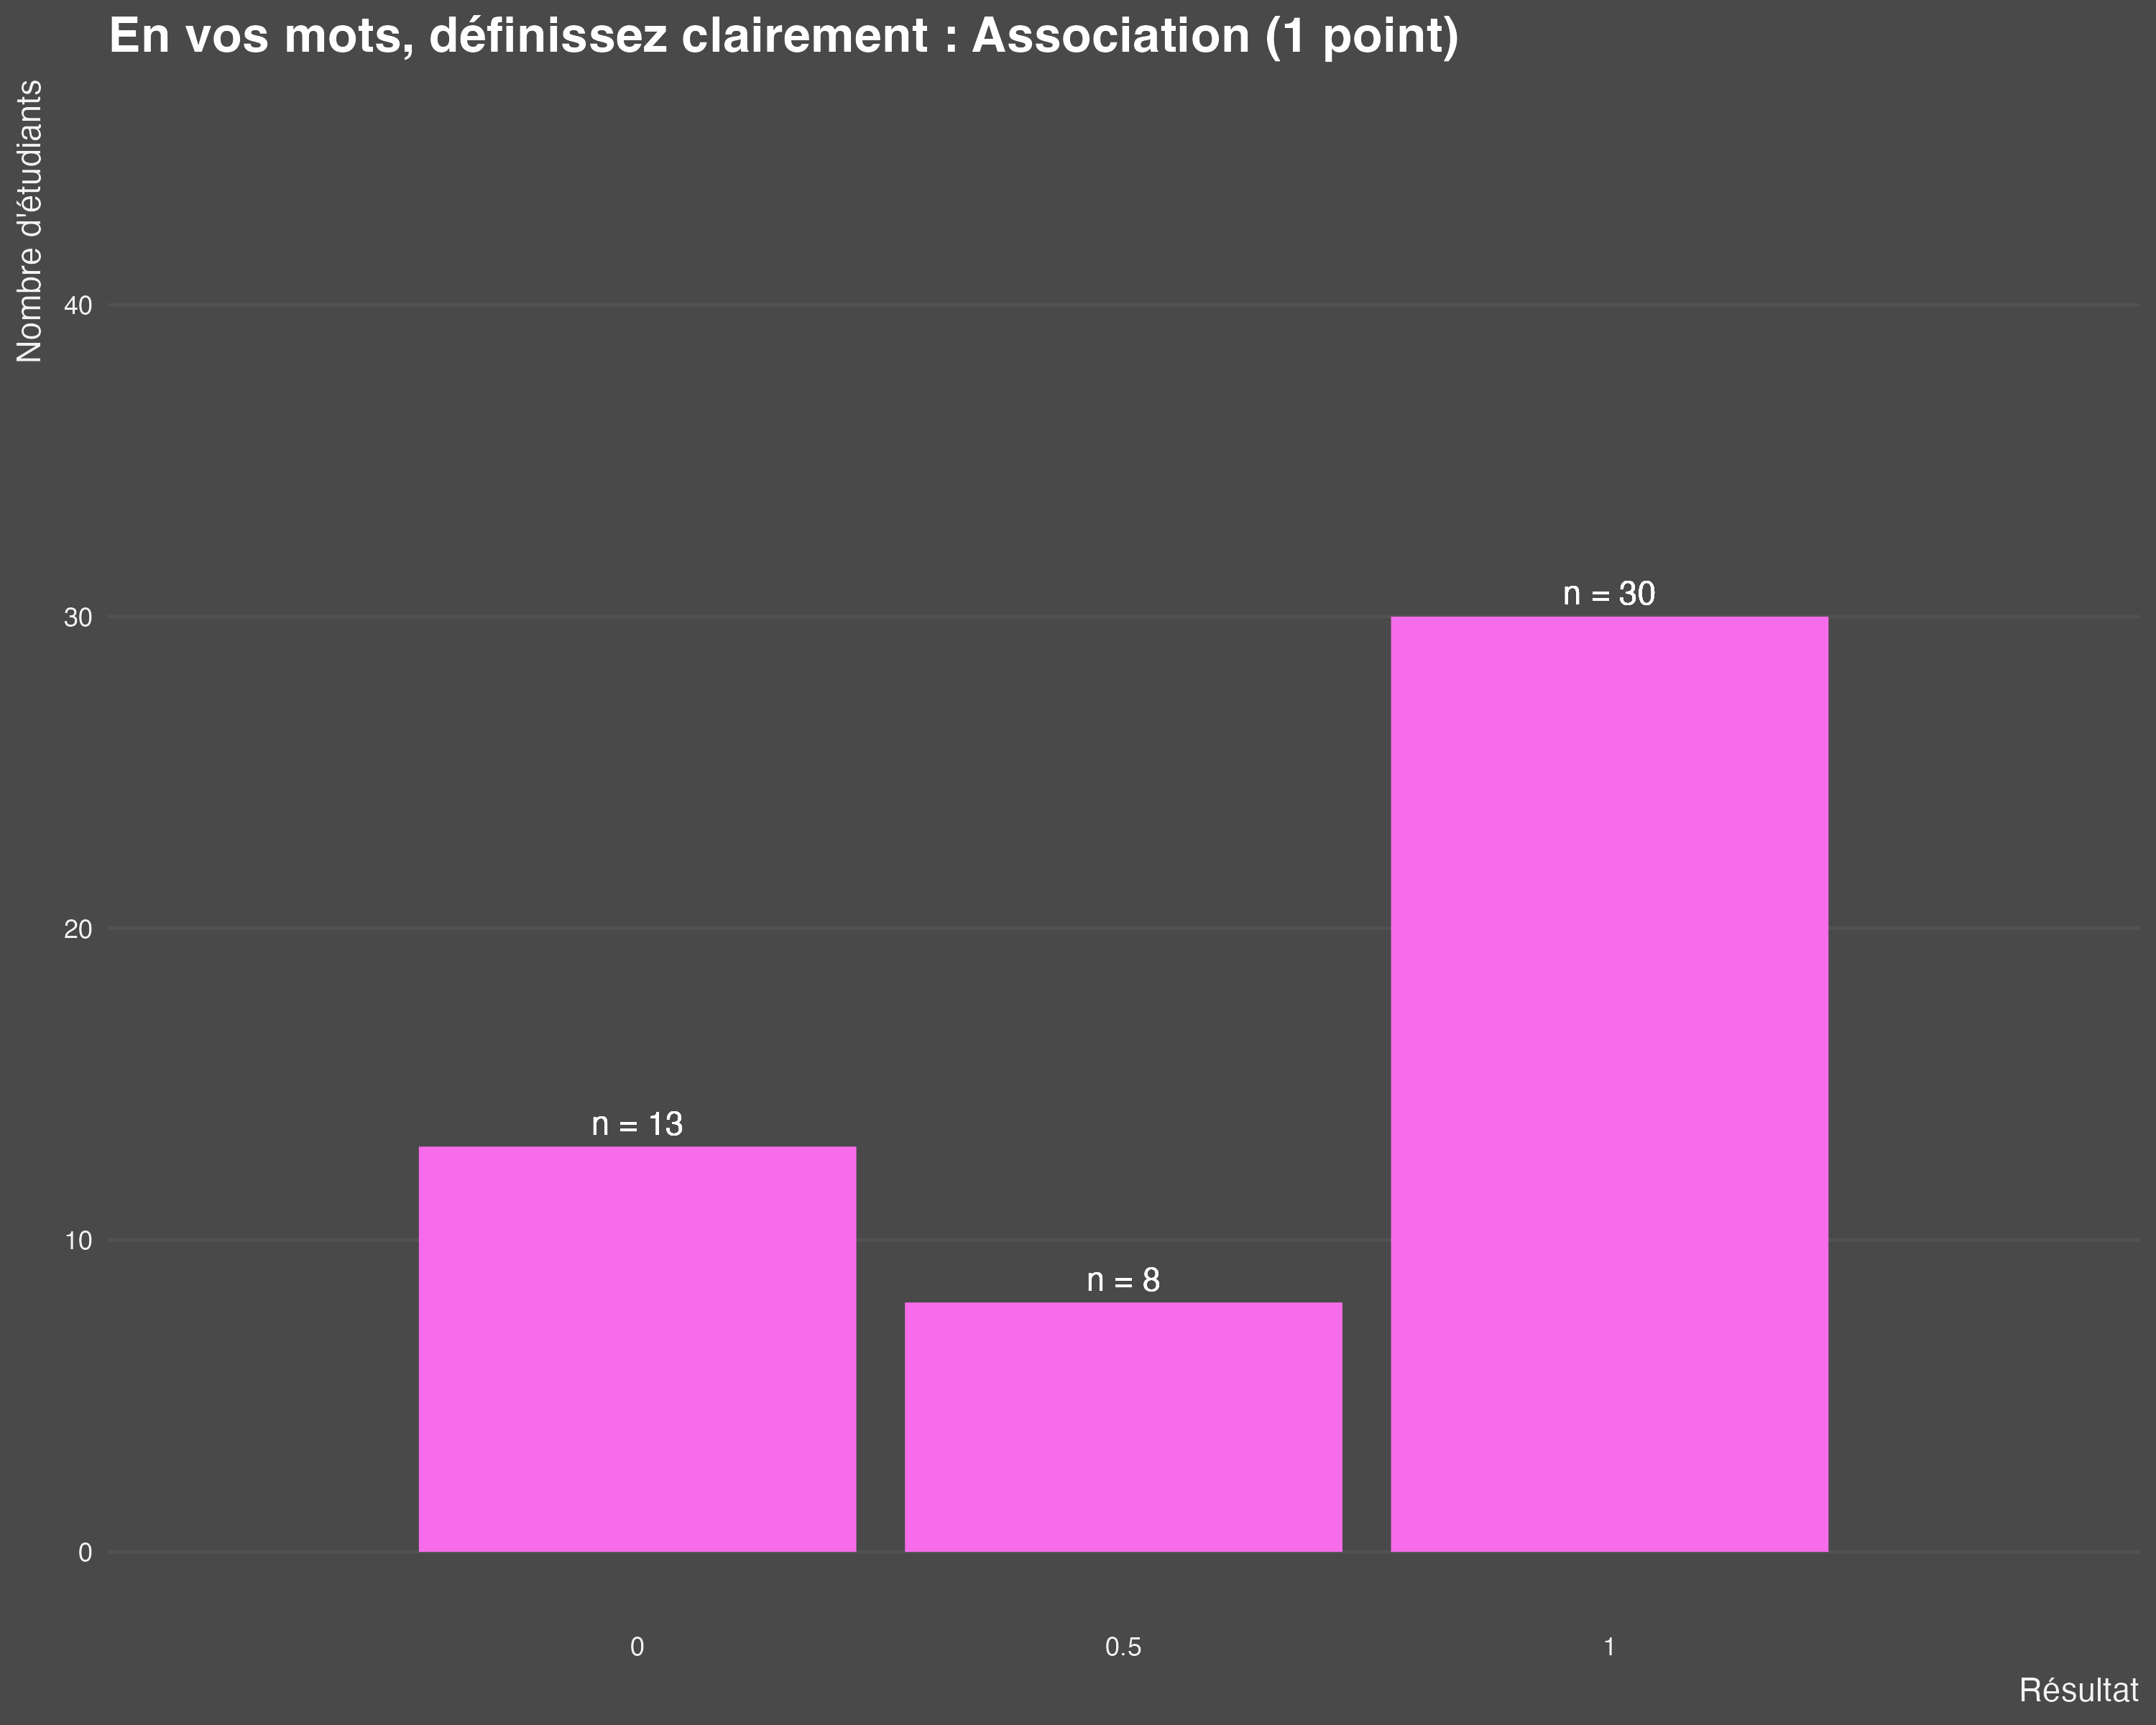 En vos mots, définissez clairement : Association (1 point)
Nombre d'étudiants
40
30
20
10
0
n = 30
n = 13
n = 8
0
0.5
1
Résultat